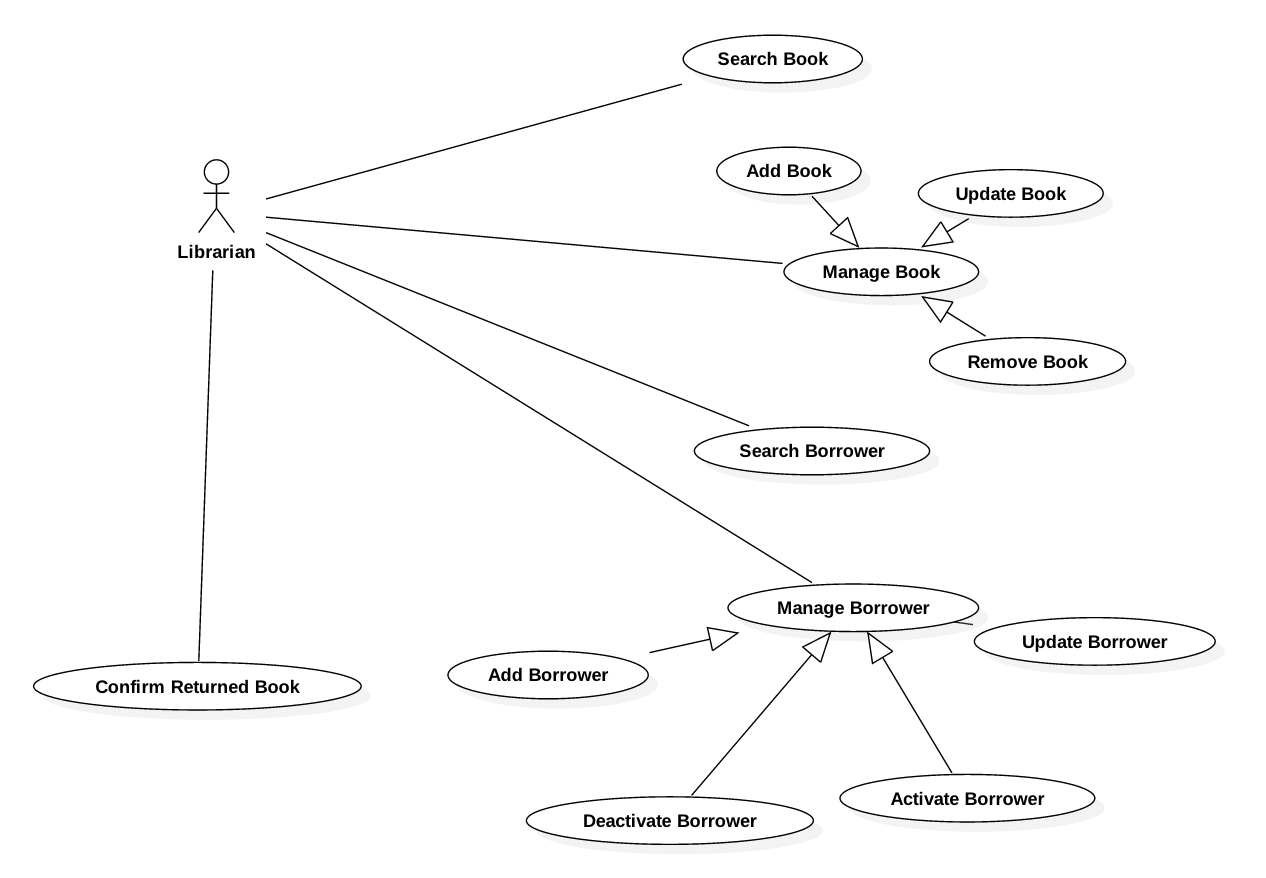 Search Book
Add Book
Update Book
Librarian
Manage Book
Remove Book
Search Borrower
Manage Borrower
Update Borrower
Add Borrower
Confirm Returned Book
Activate Borrower
Deactivate Borrower